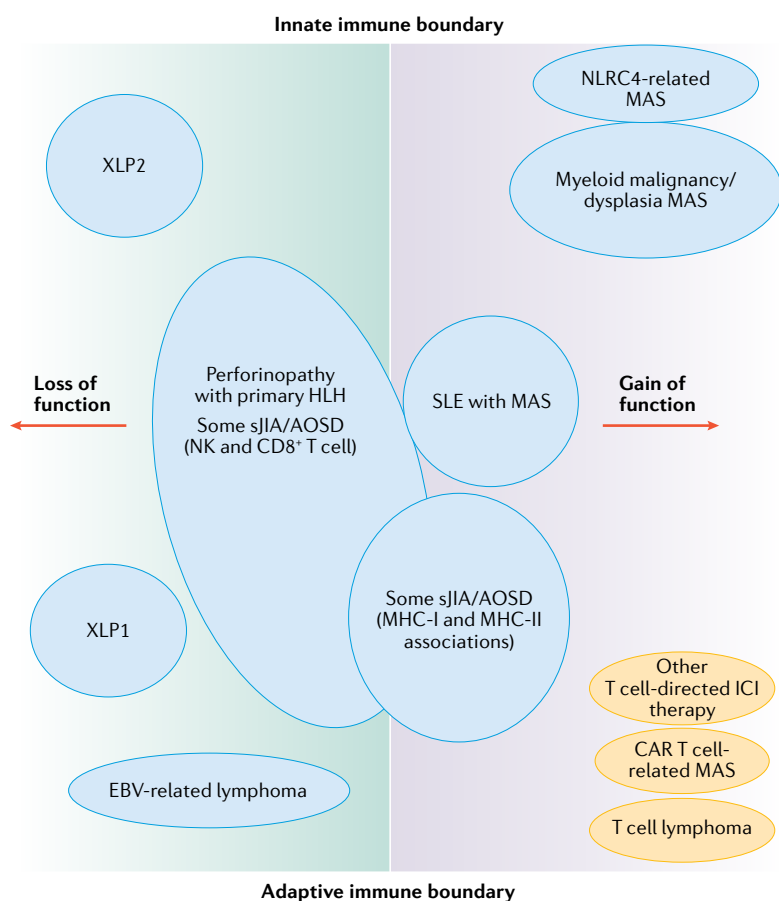 Innate immune boundary
NLRC4-related
MAS
XLP2
Myeloid malignancy/
dysplasia MAS
Loss of
function
Perforinopathy
with primary HLH
Some sJIA/AOSD
(NK and CD8⁺ T cell)
SLE with MAS
Gain of
function
XLP1
Some sJIA/AOSD
(MHC-I and MHC-II
associations)
Other
T cell-directed ICI
therapy
CAR T cell-
related MAS
EBV-related lymphoma
T cell lymphoma
Adaptive immune boundary